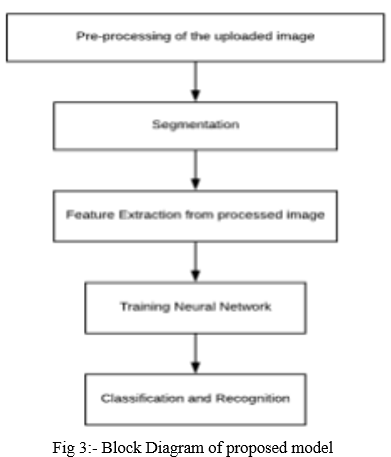 Pre-processing of the uploaded image
Segmentation
Feature Extraction from processed image
Training Neural Network
Classification and Recognition
Fig 3:- Block Diagram of proposed model